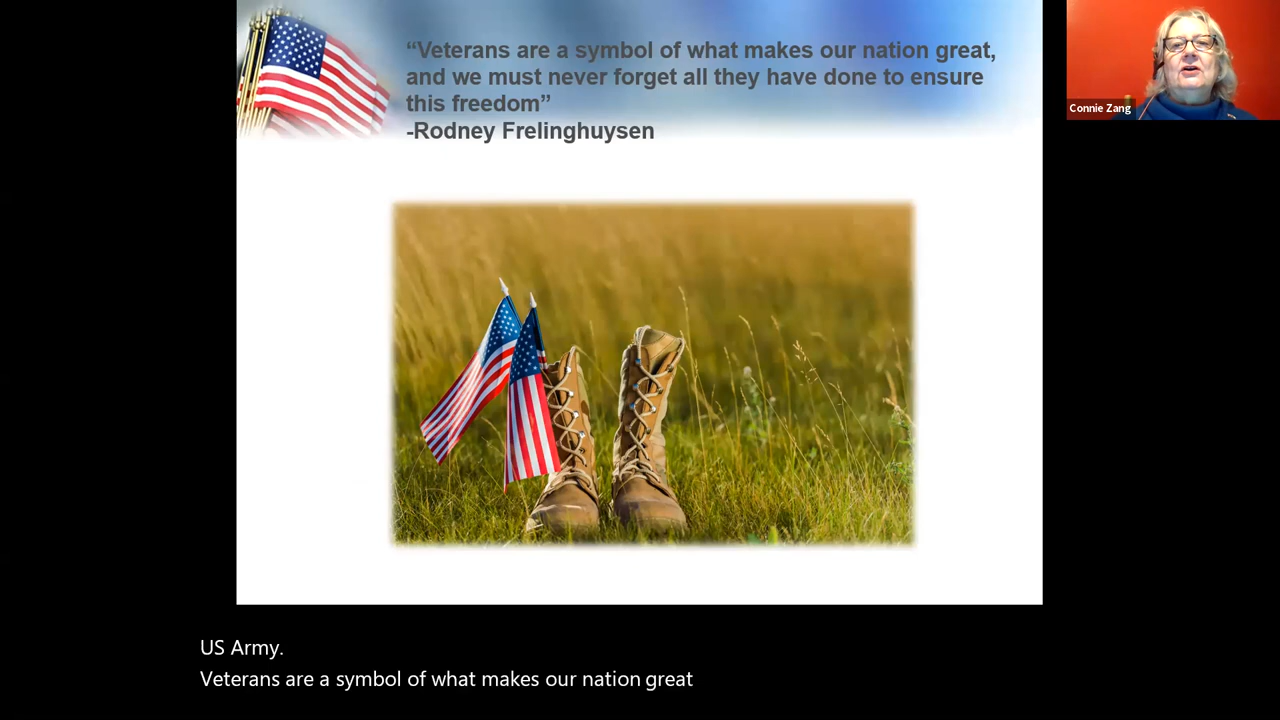 “Veterans are a symbol of what makes our nation great,
and we must never forget all they have done to ensure
this freedom”
-Rodney Frelinghuysen
Connie Zang
US Army.
Veterans are a symbol of what makes our nation great